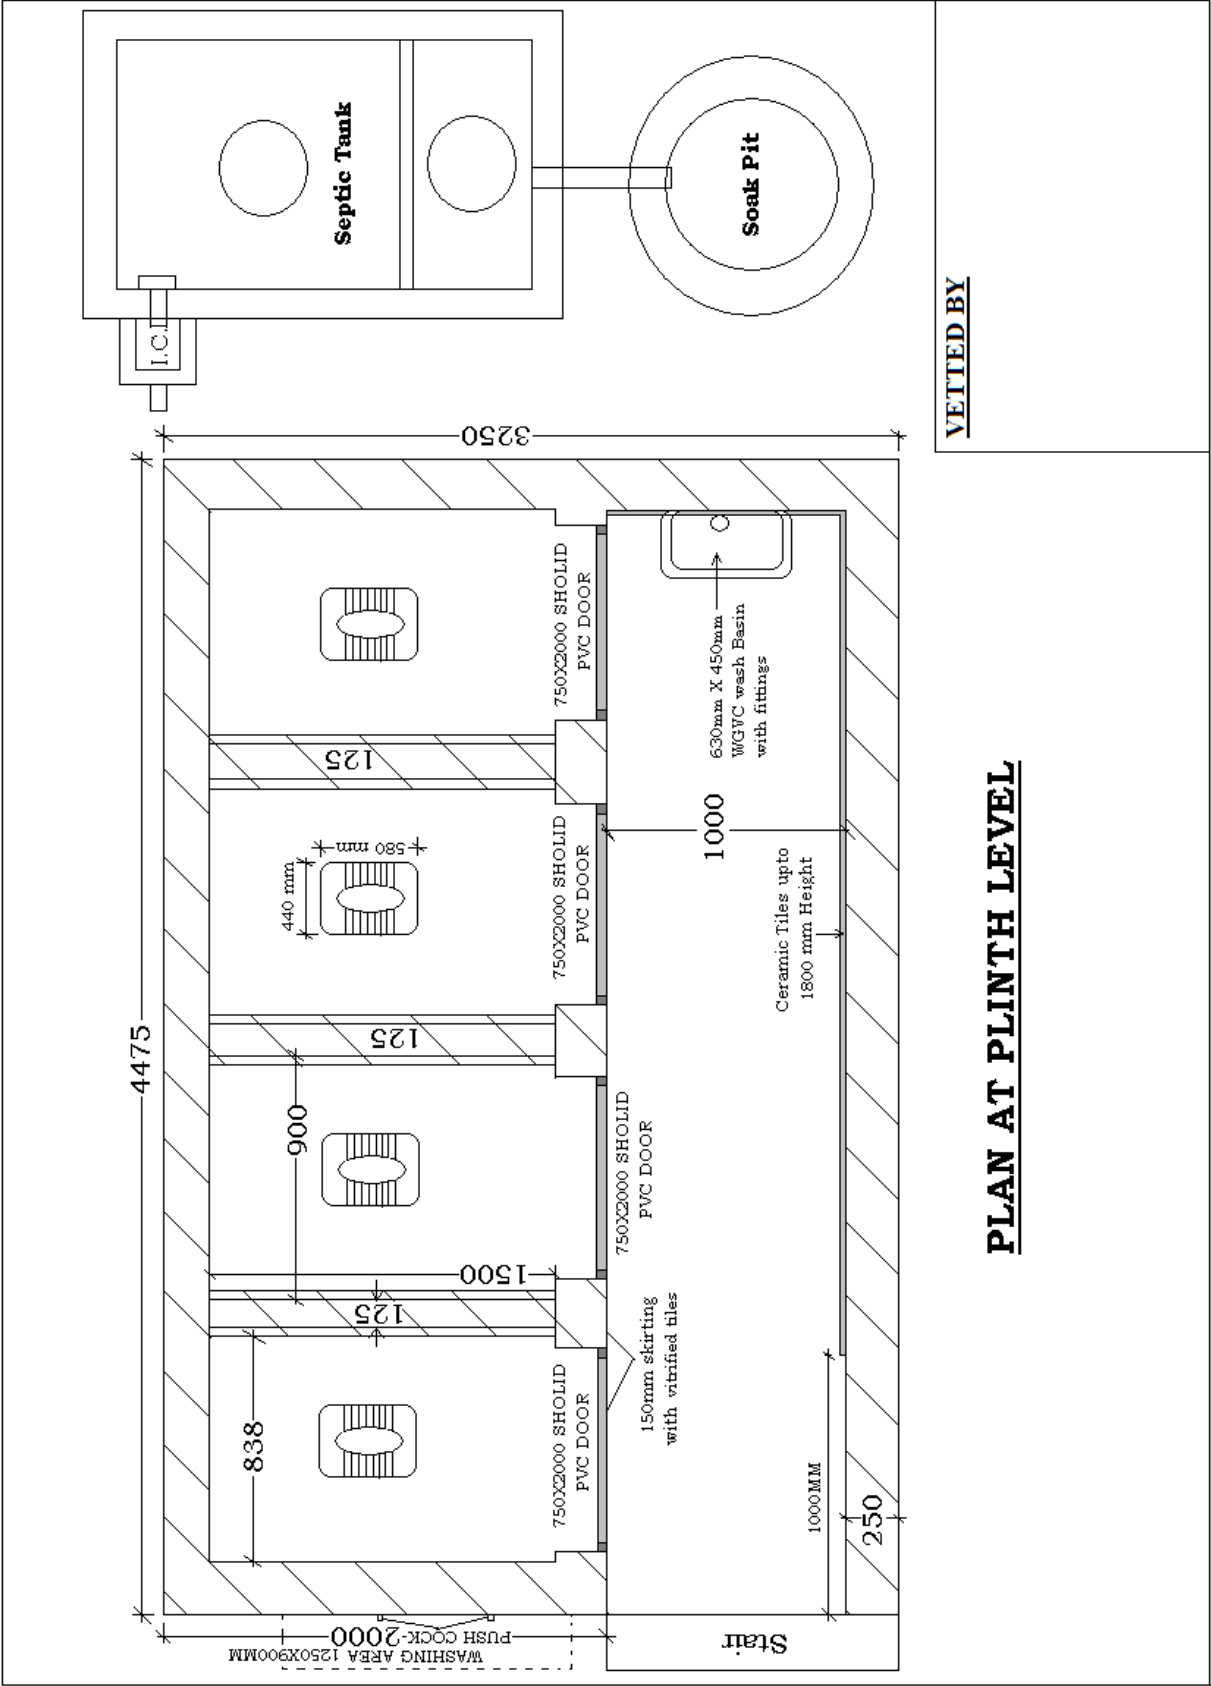 Septic Tank
Soak Pit
I.C.
VETTED BY
3250
4475
750X2000 SHOLID
PVC DOOR
630mm X 450mm
WGVC wash Basin
with fittings
125
580 mm
440 mm
750X2000 SHOLID
PVC DOOR
1000
Ceramic Tiles upto
1800 mm Height
125
900
750X2000 SHOLID
PVC DOOR
1500
125
150mm skirting
with vitrified tiles
838
750X2000 SHOLID
PVC DOOR
1000MM
250
2000
PUSH COCK
WASHING AREA 1250X900MM
Stair
PLAN AT PLINTH LEVEL